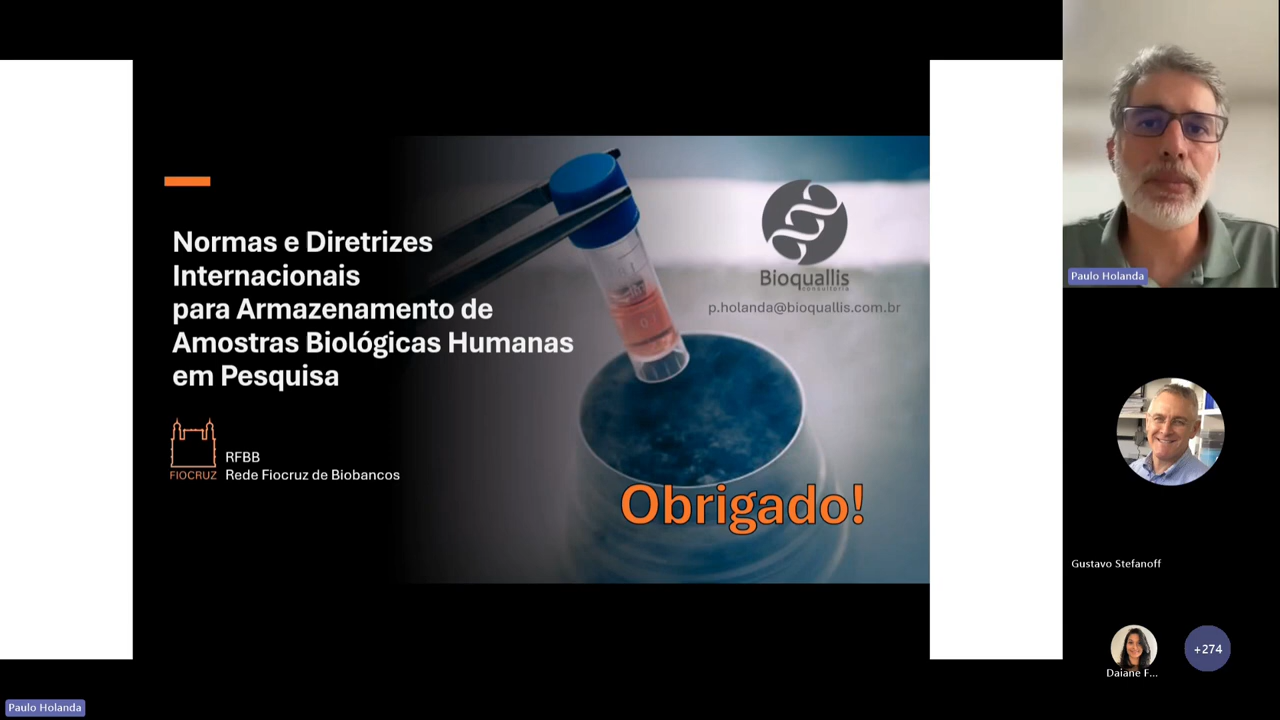 Normas e Diretrizes
Internacionais
para Armazenamento de
Amostras Biológicas Humanas
em Pesquisa
FIOCRUZ
RFBB
Rede Fiocruz de Biobancos
Bioquallis
consultoria
p.holanda@bioquallis.com.br
Obrigado!
Paulo Holanda
Gustavo Stefanoff
Daiane F...
+274
Paulo Holanda